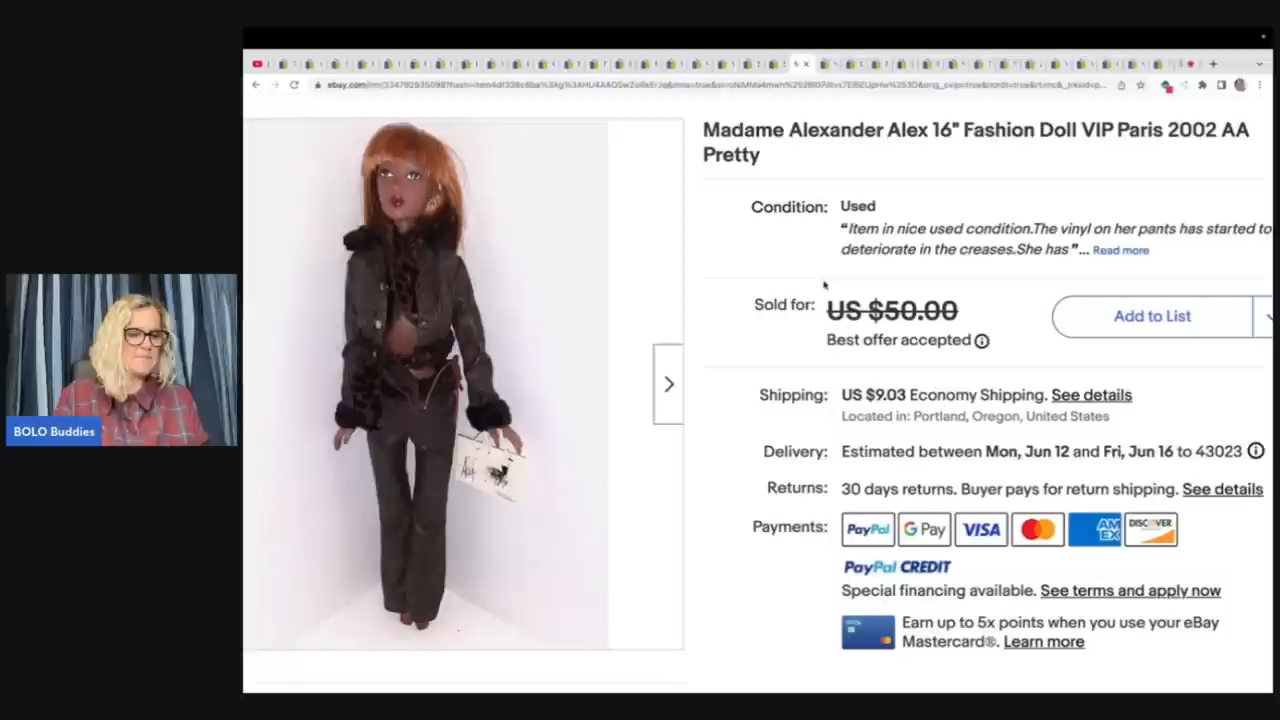 Madame Alexander Alex 16" Fashion Doll VIP Paris 2002 AA
Pretty
Condition: Used
"Item in nice used condition.The vinyl on her pants has started to
deteriorate in the creases.She has"... Read more
Sold for: US $50.00
Add to List
Best offer accepted
Shipping: US $9.03 Economy Shipping. See details
Located in: Portland, Oregon, United States
BOLO Buddies
Delivery: Estimated between Mon, Jun 12 and Fri, Jun 16 to 43023
Returns: 30 days returns. Buyer pays for return shipping. See details
Payments: PayPal G Pay VISA AM EX DISCOVER
PayPal CREDIT
Special financing available. See terms and apply now
Earn up to 5x points when you use your eBay
Mastercard®. Learn more